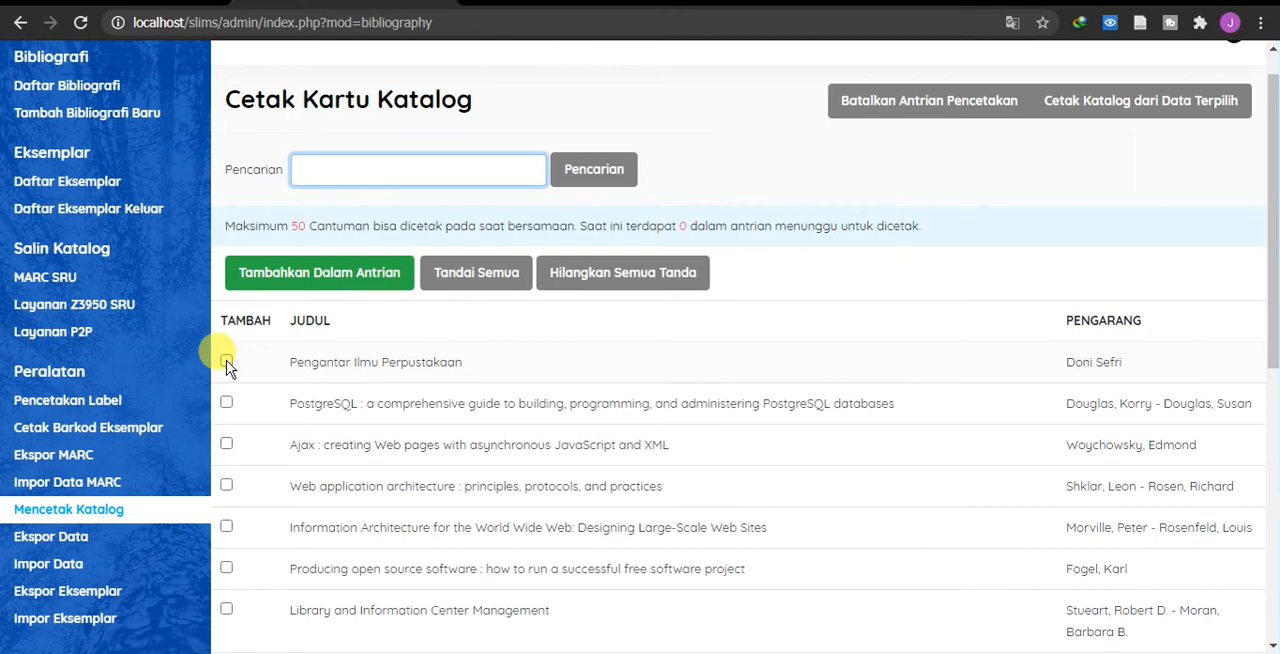 localhost/slims/admin/index.php?mod=bibliography
J
Bibliografi
Daftar Bibliografi
Tambah Bibliografi Baru
Eksemplar
Daftar Eksemplar
Daftar Eksemplar Keluar
Salin Katalog
MARC SRU
Layanan Z3950 SRU
Layanan P2P
Peralatan
Pencetakan Label
Cetak Barkod Eksemplar
Ekspor MARC
Impor Data MARC
Mencetak Katalog
Ekspor Data
Impor Data
Ekspor Eksemplar
Impor Eksemplar
Cetak Kartu Katalog
Batalkan Antrian Pencetakan Cetak Katalog dari Data Terpilih
Pencarian Pencarian
Maksimum 50 Cantuman bisa dicetak pada saat bersamaan. Saat ini terdapat 0 dalam antrian menunggu untuk dicetak.
Tambahkan Dalam Antrian Tandai Semua Hilangkan Semua Tanda
TAMBAH JUDUL PENGARANG
Pengantar Ilmu Perpustakaan Doni Sefri
PostgreSQL : a comprehensive guide to building, programming, and administering PostgreSQL databases Douglas, Korry - Douglas, Susan
Ajax : creating Web pages with asynchronous JavaScript and XML Woychowsky, Edmond
Web application architecture : principles, protocols, and practices Shklar, Leon - Rosen, Richard
Information Architecture for the World Wide Web: Designing Large-Scale Web Sites Morville, Peter - Rosenfeld, Louis
Producing open source software : how to run a successful free software project Fogel, Karl
Library and Information Center Management Stueart, Robert D. - Moran,
Barbara B.